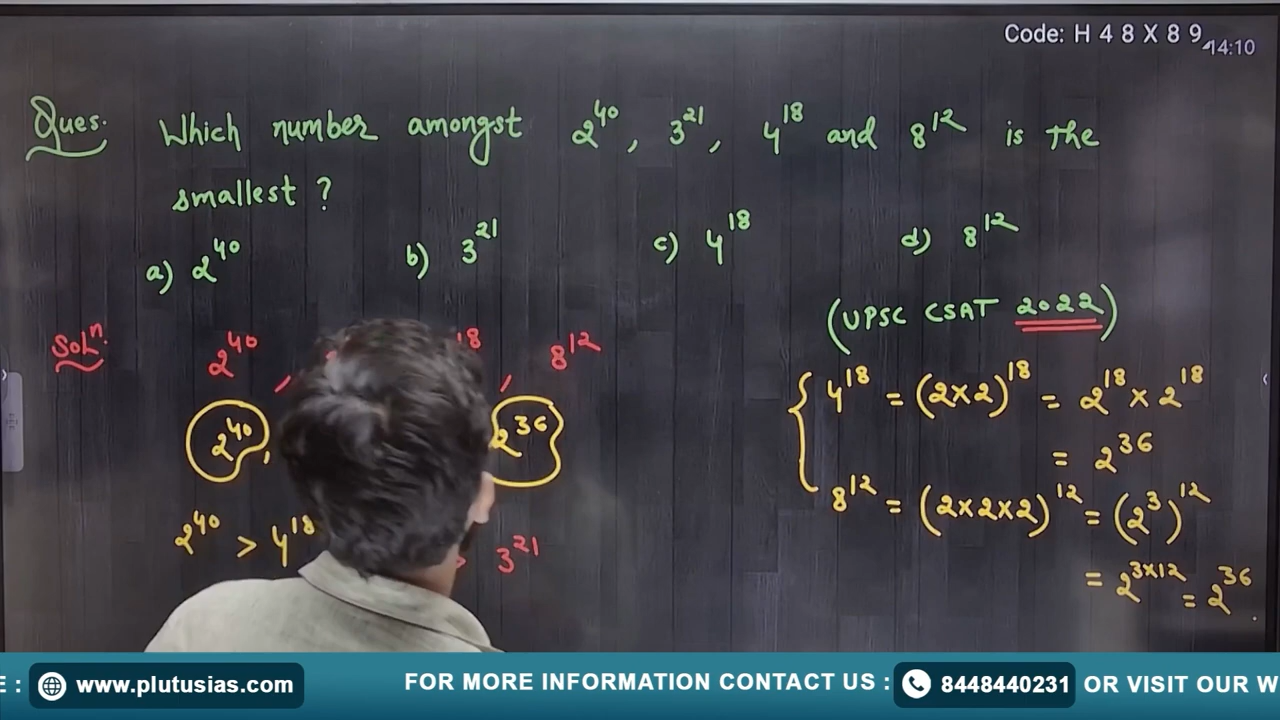 Code: H 4 8 X 8 9
14:10
Ques. Which number amongst 2^40, 3^21, 4^18 and 8^12 is the
smallest ?
a) 2^40 b) 3^21 c) 4^18 d) 8^12
(UPSC CSAT 2022)
Solⁿ. 2^40 , 18 , 8^12
2^40, 2^36
2^40 > 4^18 3^21
4^18 = (2×2)^18 = 2^18 × 2^18
= 2^36
8^12 = (2×2×2)^12 = (2^3)^12
= 2^3×12 = 2^36.
E : www.plutusias.com FOR MORE INFORMATION CONTACT US : 8448440231 OR VISIT OUR W